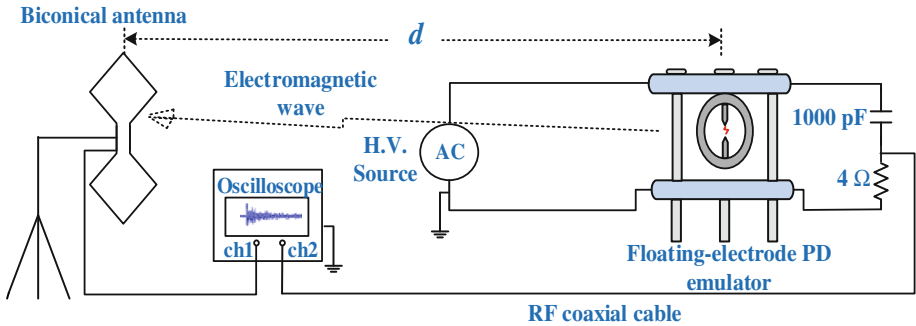 Biconical antenna
d
Electromagnetic
wave
H.V.
Source
AC
1000 pF
4 Ω
Oscilloscope
ch1 ch2
Floating-electrode PD
emulator
RF coaxial cable